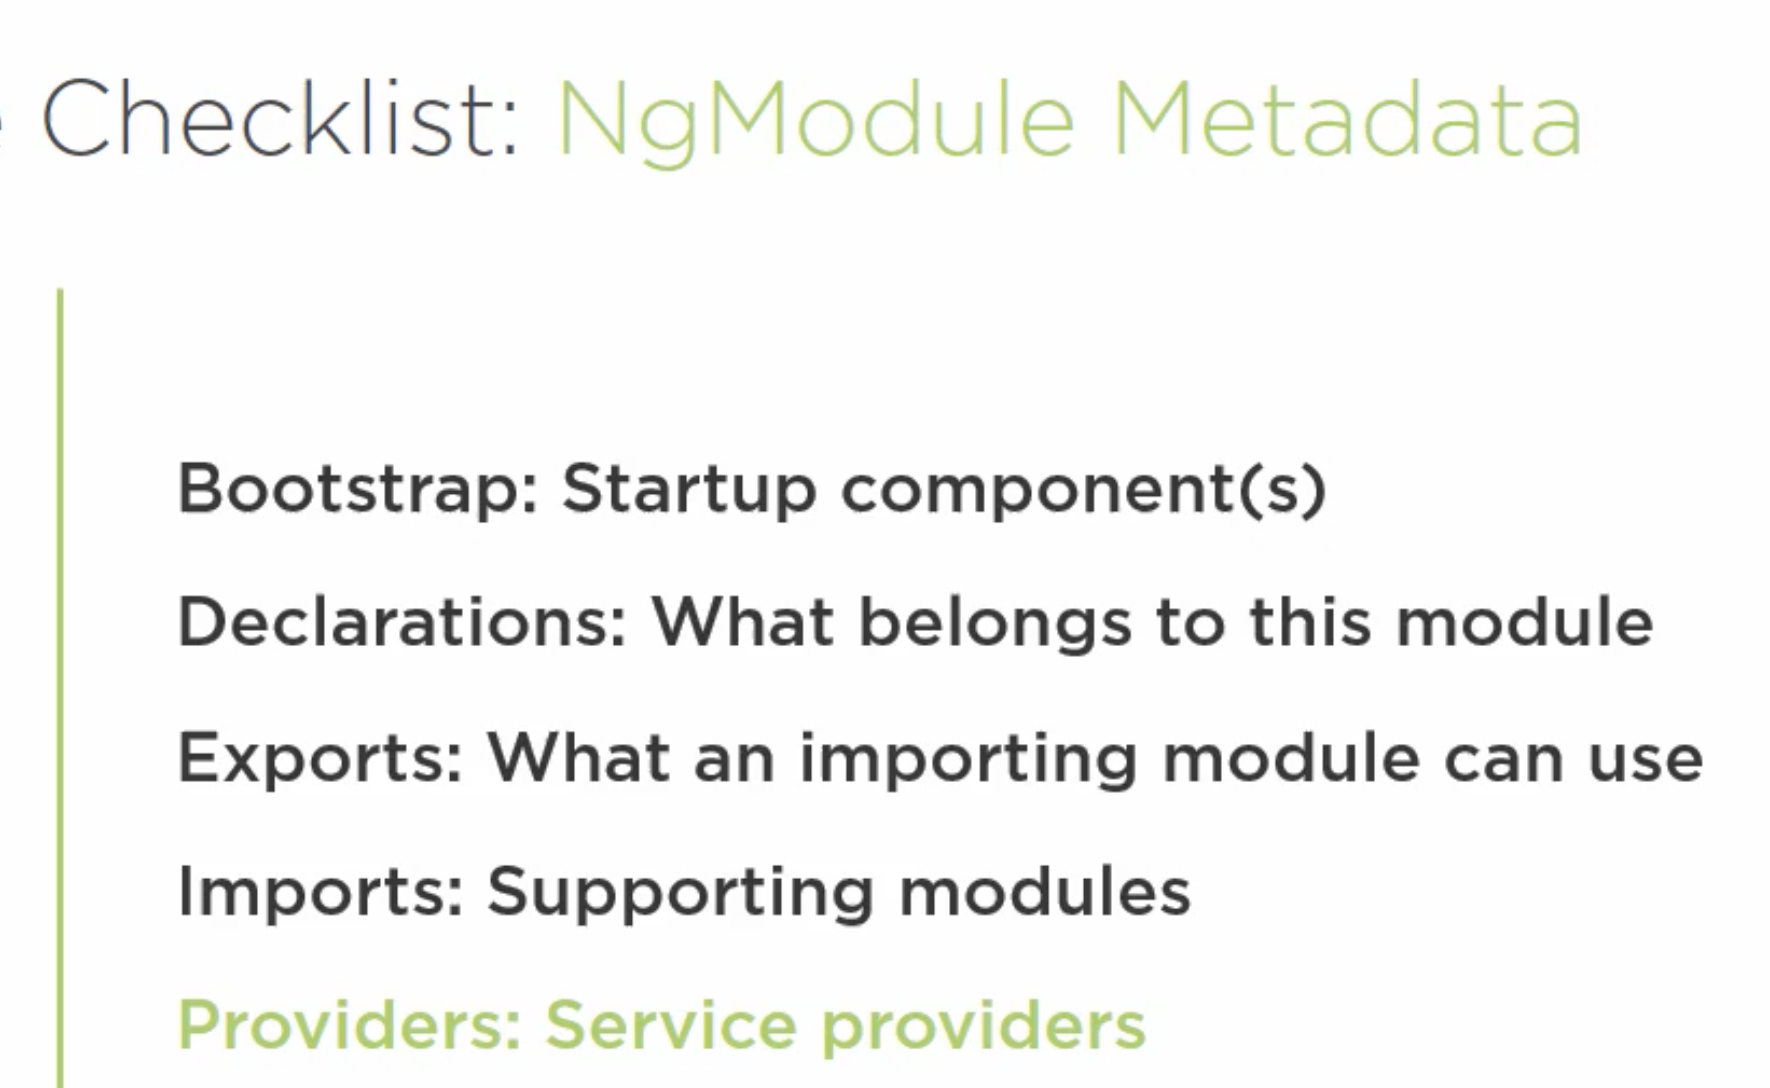 Checklist: NgModule Metadata
Bootstrap: Startup component(s)
Declarations: What belongs to this module
Exports: What an importing module can use
Imports: Supporting modules
Providers: Service providers